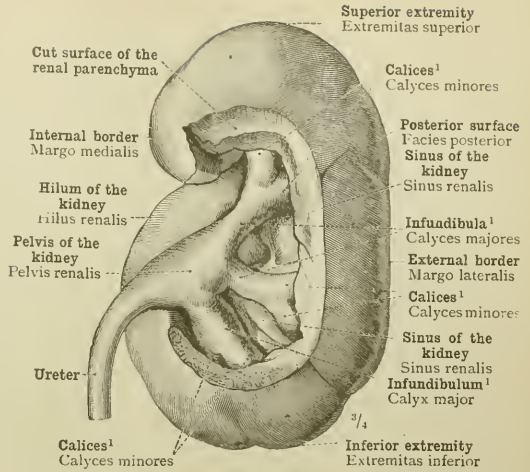 Superior extremity
Extremitas superior
Cut surface of the
renal parenchyma
Calices¹
Calyces minores
Internal border
Margo medialis
Posterior surface
Facies posterior
Sinus of the
kidney
Sinus renalis
Hilum of the
kidney
Hilus renalis
Infundibula¹
Calyces majores
Pelvis of the
kidney
Pelvis renalis
External border
Margo lateralis
Calices¹
Calyces minores
Sinus of the
kidney
Sinus renalis
Ureter
Infundibulum¹
Calyx major
3/4
Calices¹
Calyces minores
Inferior extremity
Extremitas inferior